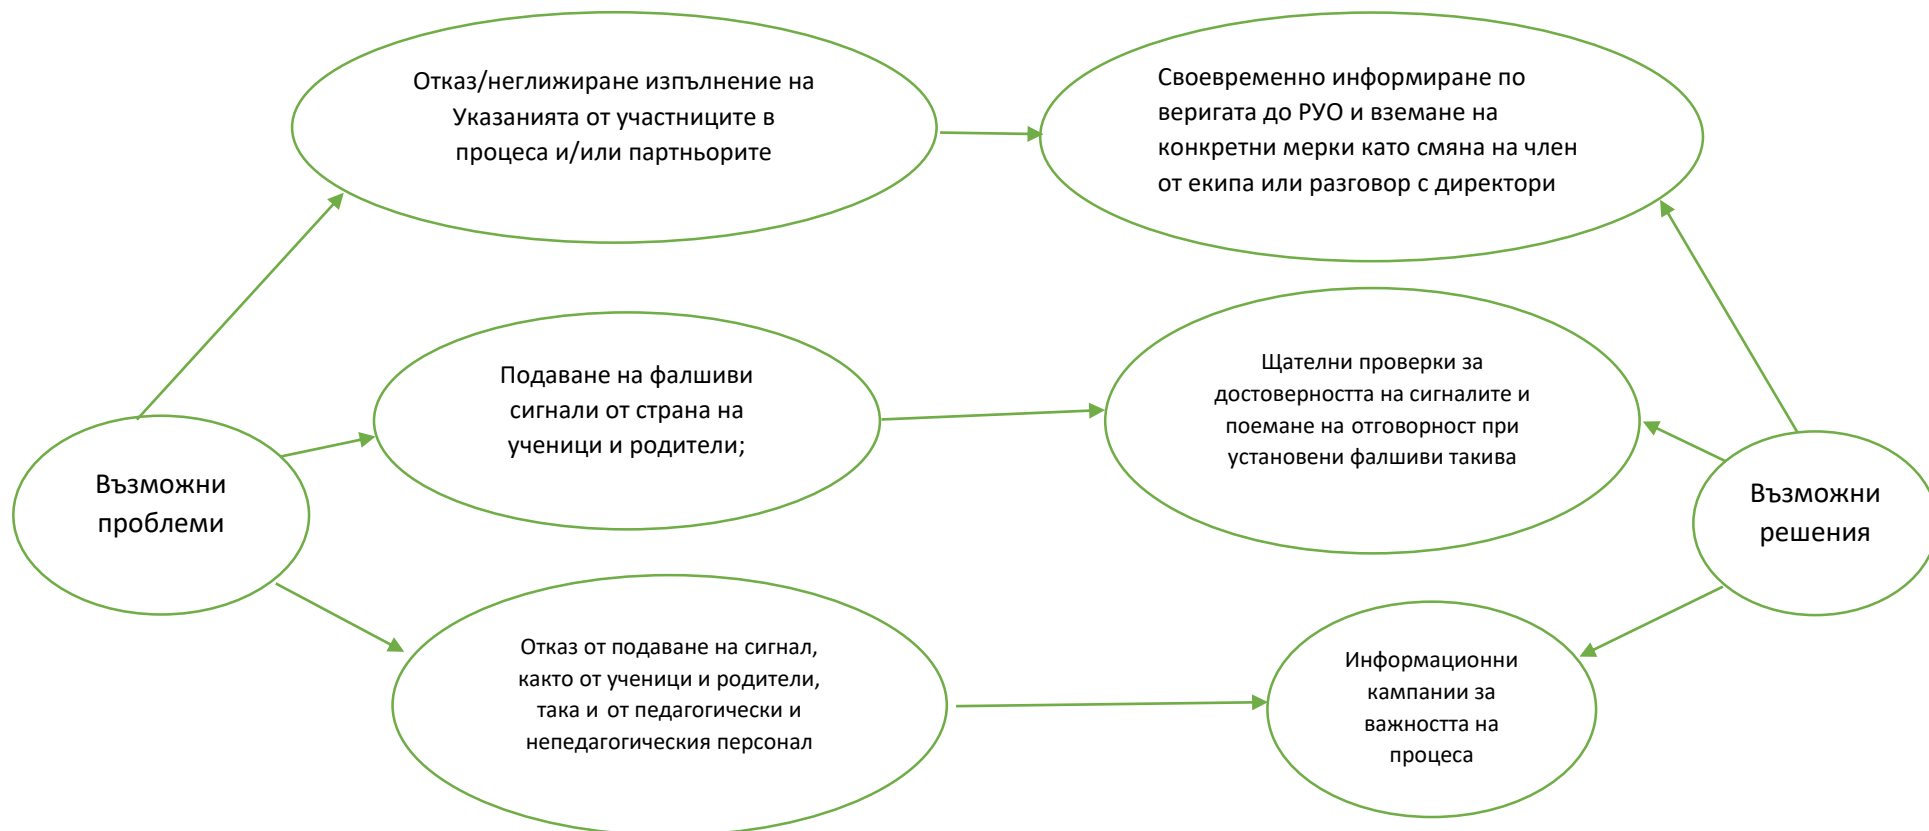 Отказ/неглижиране изпълнение на
Указанията от участниците в
процеса и/или партньорите
Своевременно информиране по
веригата до РУО и вземане на
конкретни мерки като смяна на член
от екипа или разговор с директори
Подаване на фалшиви
сигнали от страна на
ученици и родители;
Щателни проверки за
достоверността на сигналите и
поемане на отговорност при
установени фалшиви такива
Възможни
проблеми
Възможни
решения
Отказ от подаване на сигнал,
както от ученици и родители,
така и от педагогически и
непедагогическия персонал
Информационни
кампании за
важността на
процеса